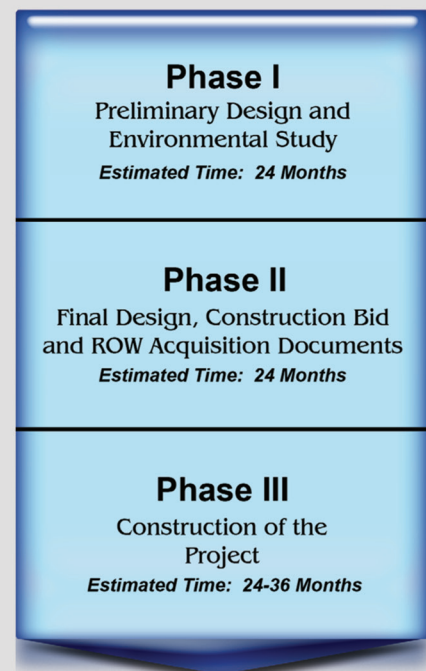 Phase I
Preliminary Design and
Environmental Study
Estimated Time: 24 Months
Phase II
Final Design, Construction Bid
and ROW Acquisition Documents
Estimated Time: 24 Months
Phase III
Construction of the
Project
Estimated Time: 24-36 Months